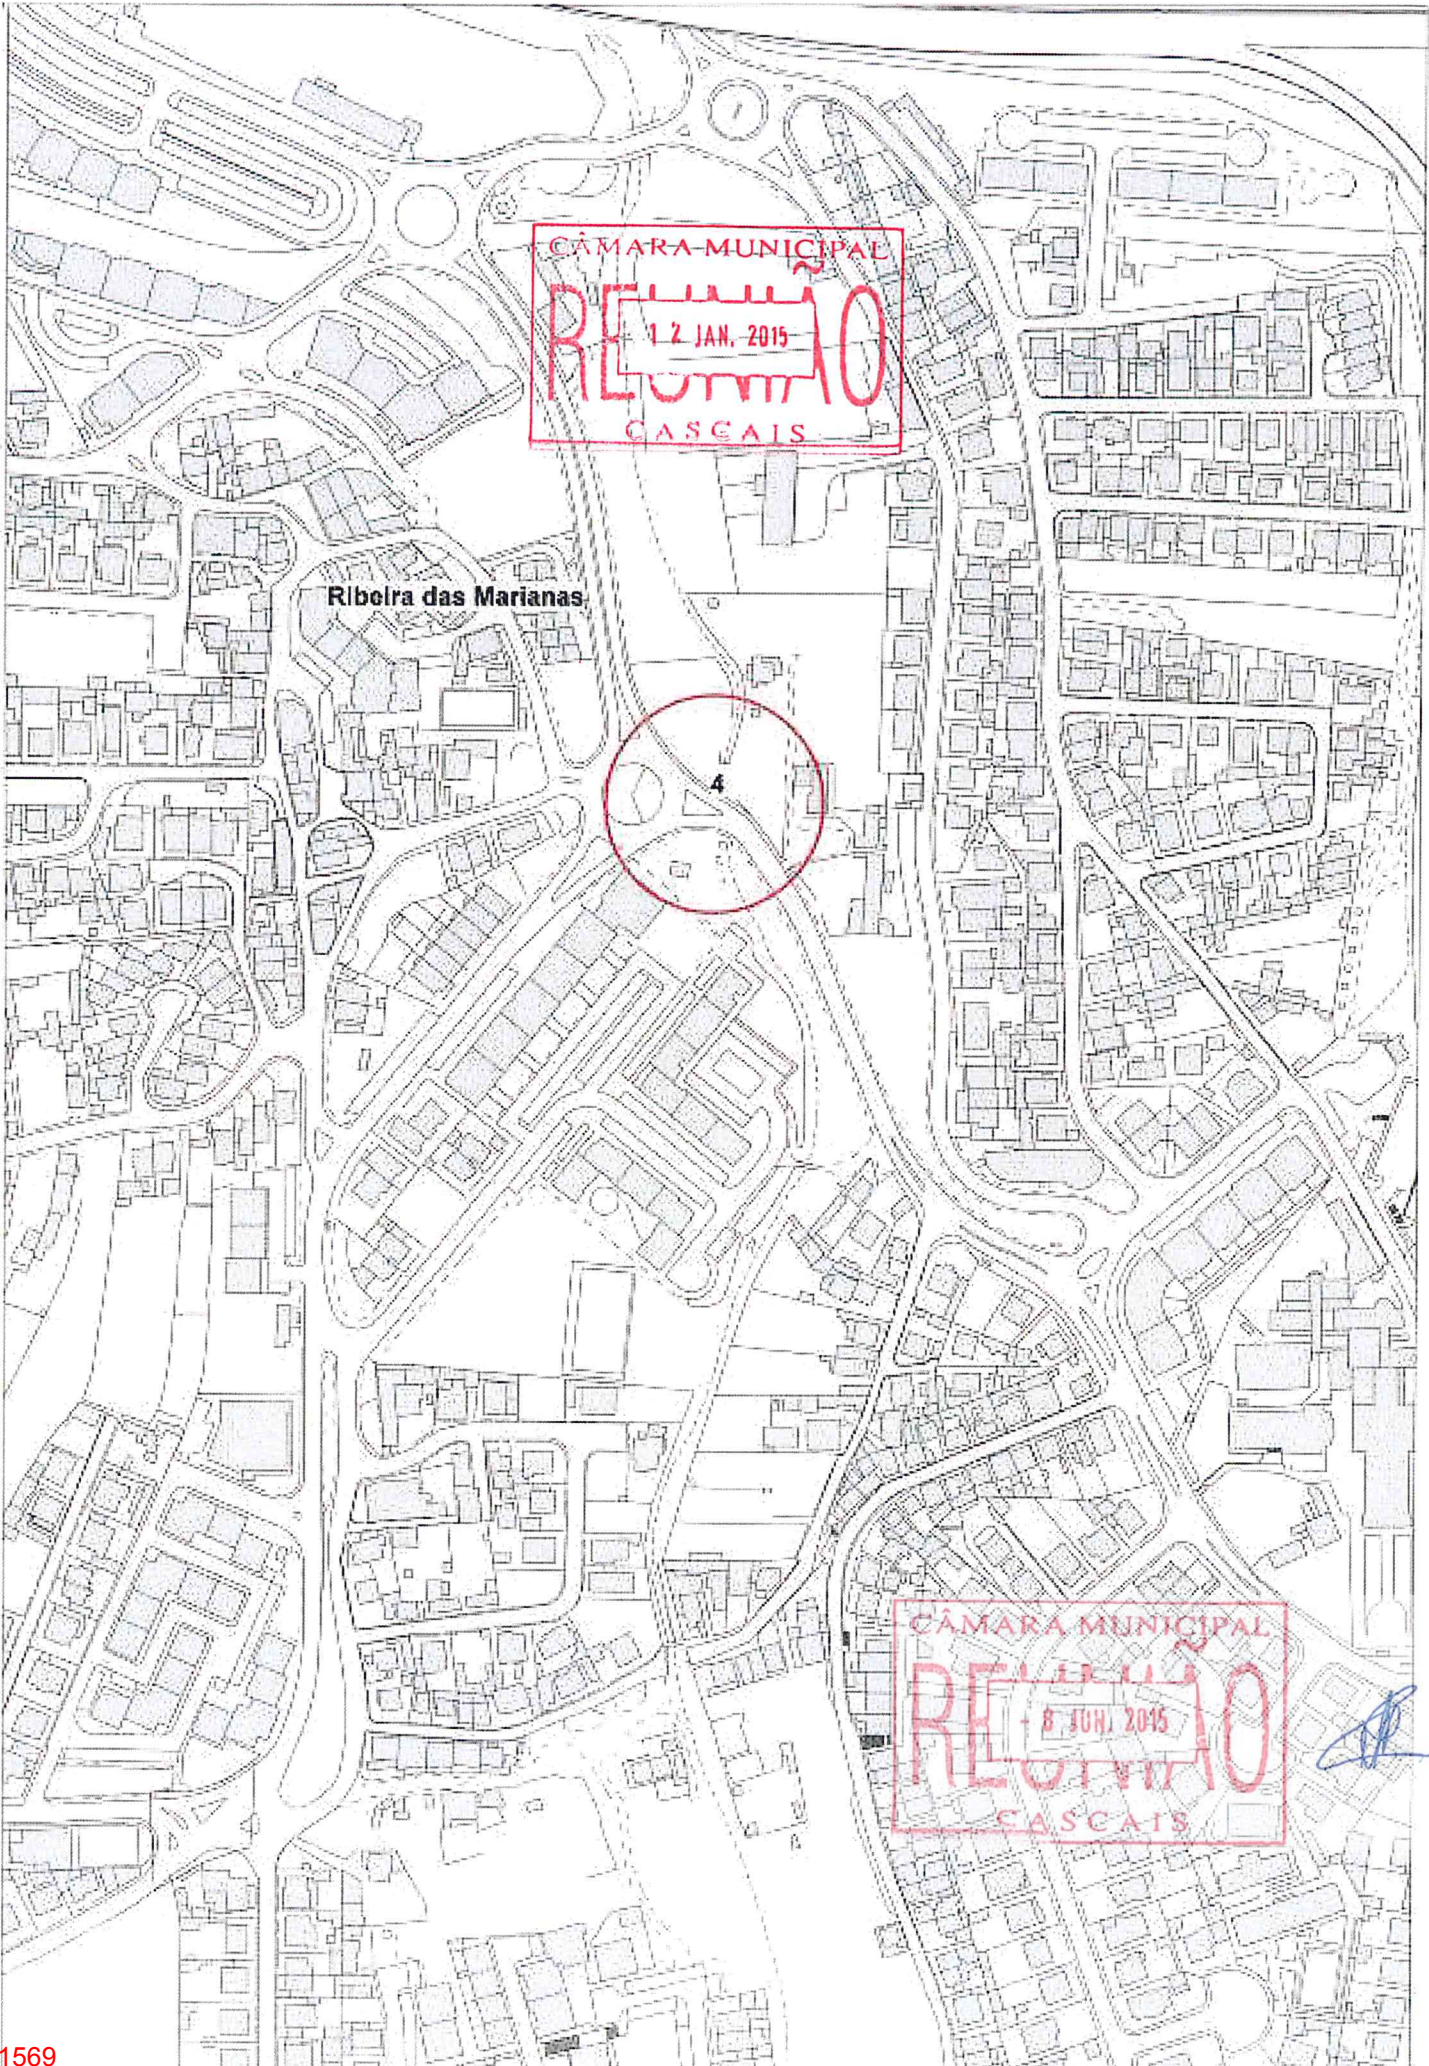 CÂMARA MUNICIPAL
REUNIÃO
12 JAN. 2015
CASCAIS
Ribeira das Marianas
4
CÂMARA MUNICIPAL
REUNIÃO
- 8 JUN. 2015
CASCAIS
1569